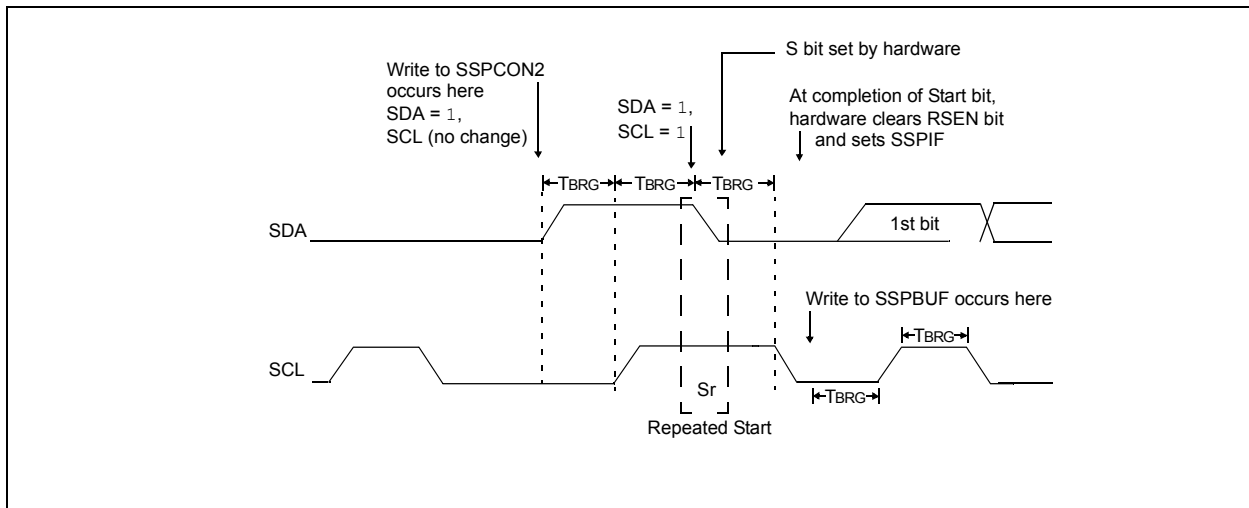 S bit set by hardware
Write to SSPCON2
occurs here
SDA = 1,
SCL (no change)
SDA = 1,
SCL = 1
At completion of Start bit,
hardware clears RSEN bit
and sets SSPIF
TBRG
TBRG
TBRG
SDA
1st bit
Write to SSPBUF occurs here
TBRG
SCL
Sr
TBRG
Repeated Start